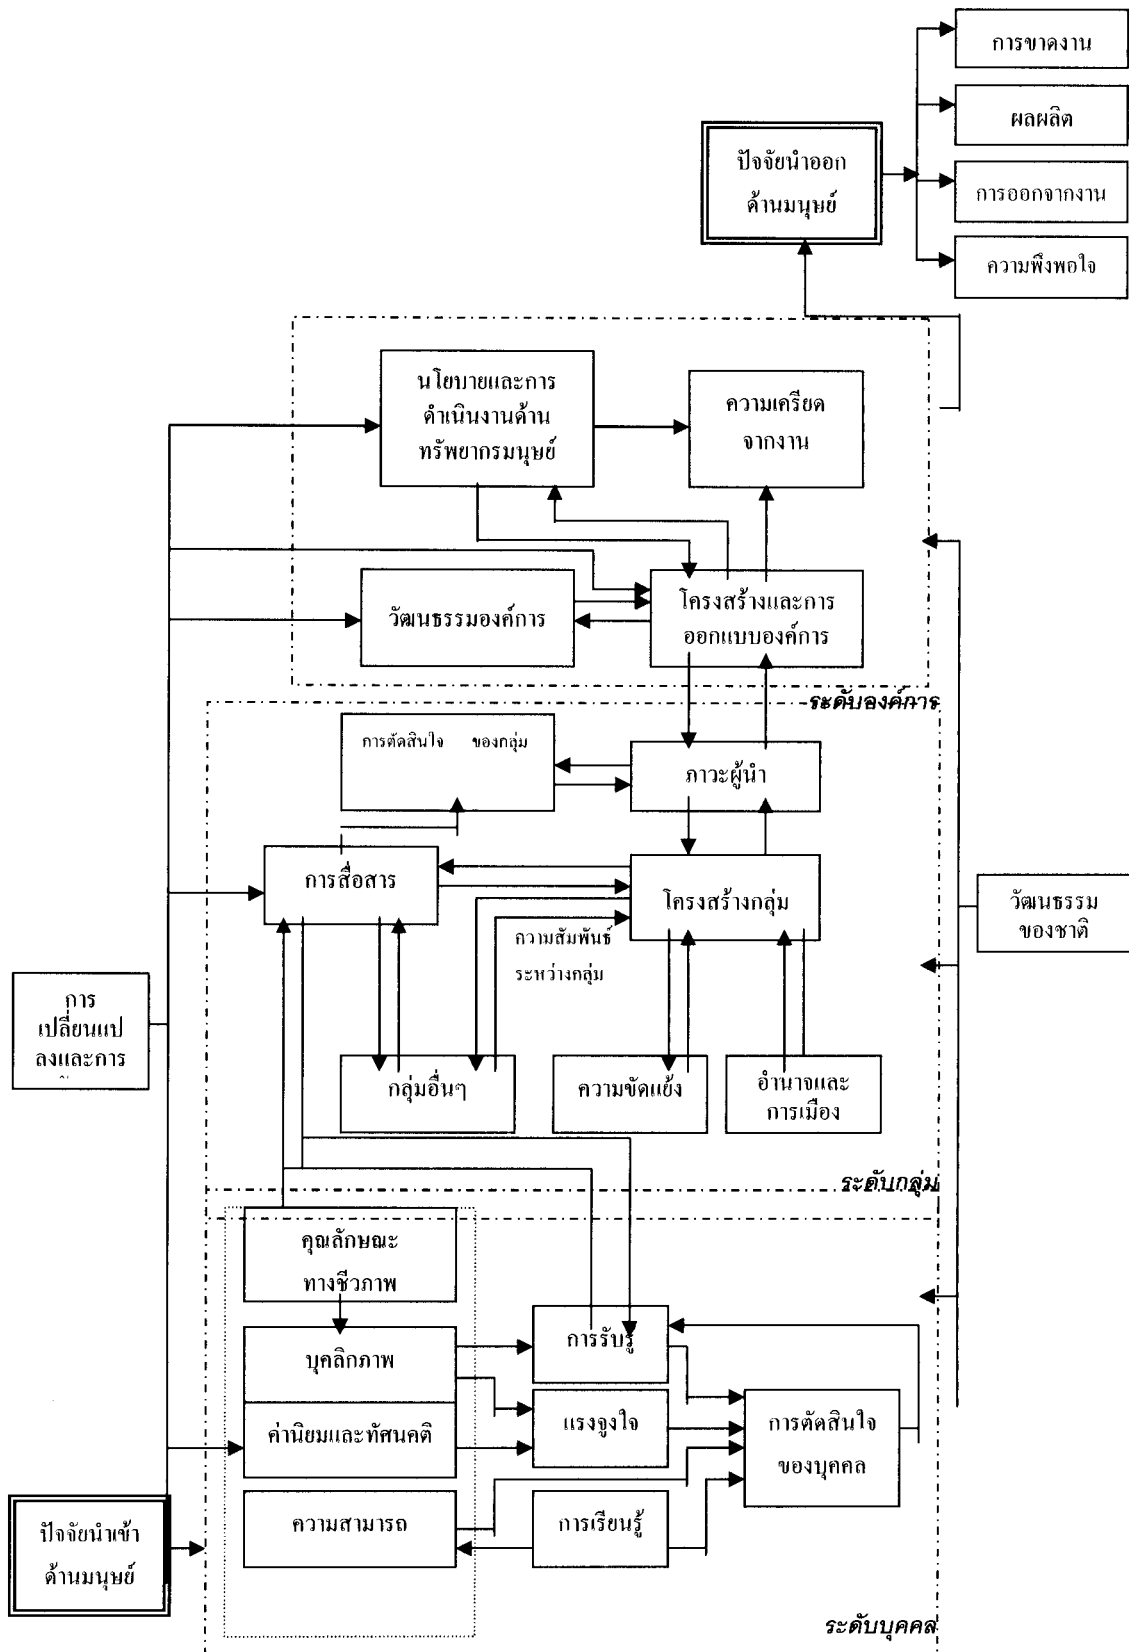 การขาดงาน
ผลผลิต
การออกจากงาน
ความพึงพอใจ
ปัจจัยนำออก
ด้านมนุษย์
นโยบายและการ
ดำเนินงานด้าน
ทรัพยากรมนุษย์
ความเครียด
จากงาน
วัฒนธรรมองค์การ
โครงสร้างและการ
ออกแบบองค์การ
ระดับองค์การ
การตัดสินใจ ของกลุ่ม
ภาวะผู้นำ
การสื่อสาร
โครงสร้างกลุ่ม
ความสัมพันธ์
ระหว่างกลุ่ม
วัฒนธรรม
ของชาติ
การ
เปลี่ยนแป
ลงและการ
กลุ่มอื่นๆ
ความขัดแย้ง
อำนาจและ
การเมือง
ระดับกลุ่ม
คุณลักษณะ
ทางชีวภาพ
บุคลิกภาพ
ค่านิยมและทัศนคติ
ความสามารถ
การรับรู้
แรงจูงใจ
การเรียนรู้
การตัดสินใจ
ของบุคคล
ปัจจัยนำเข้า
ด้านมนุษย์
ระดับบุคคล